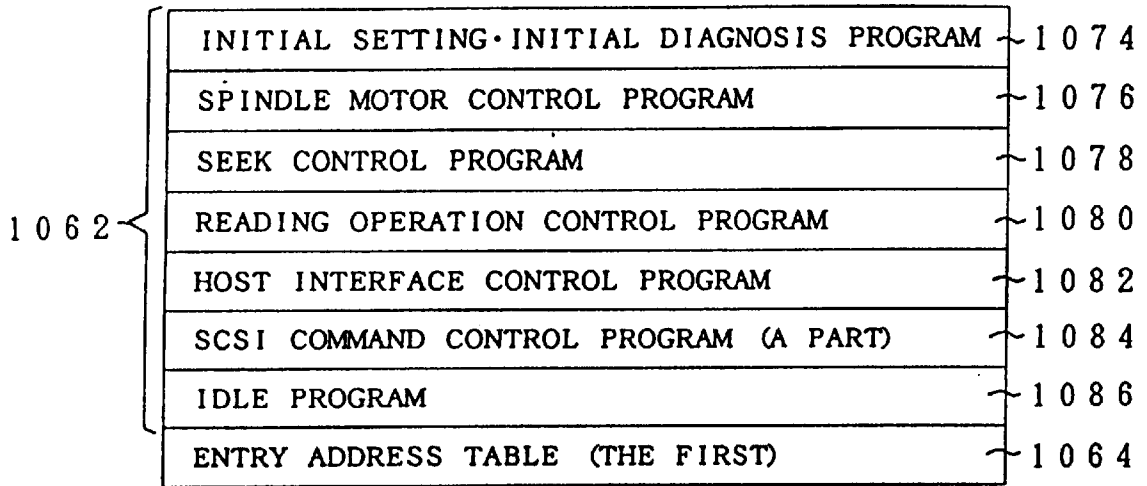 INITIAL SETTING·INITIAL DIAGNOSIS PROGRAM 1074
SPINDLE MOTOR CONTROL PROGRAM 1076
SEEK CONTROL PROGRAM 1078
1062 READING OPERATION CONTROL PROGRAM 1080
HOST INTERFACE CONTROL PROGRAM 1082
SCSI COMMAND CONTROL PROGRAM (A PART) 1084
IDLE PROGRAM 1086
ENTRY ADDRESS TABLE (THE FIRST) 1064